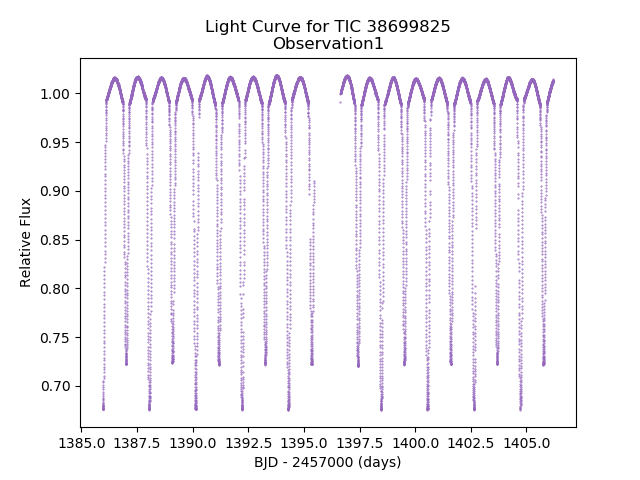 Light Curve for TIC 38699825
Observation1
Relative Flux
1.00
0.95
0.90
0.85
0.80
0.75
0.70
1385.0 1387.5 1390.0 1392.5 1395.0 1397.5 1400.0 1402.5 1405.0
BJD - 2457000 (days)